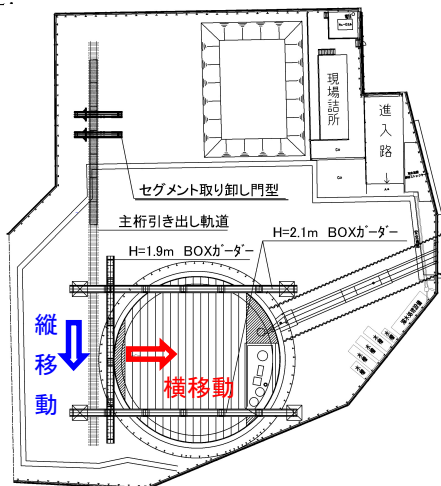 現場詰所
進入路
セグメント取り卸し門型
主桁引き出し軌道
H=2.1m BOXガーダー
H=1.9m BOXガーダー
縦移動
横移動